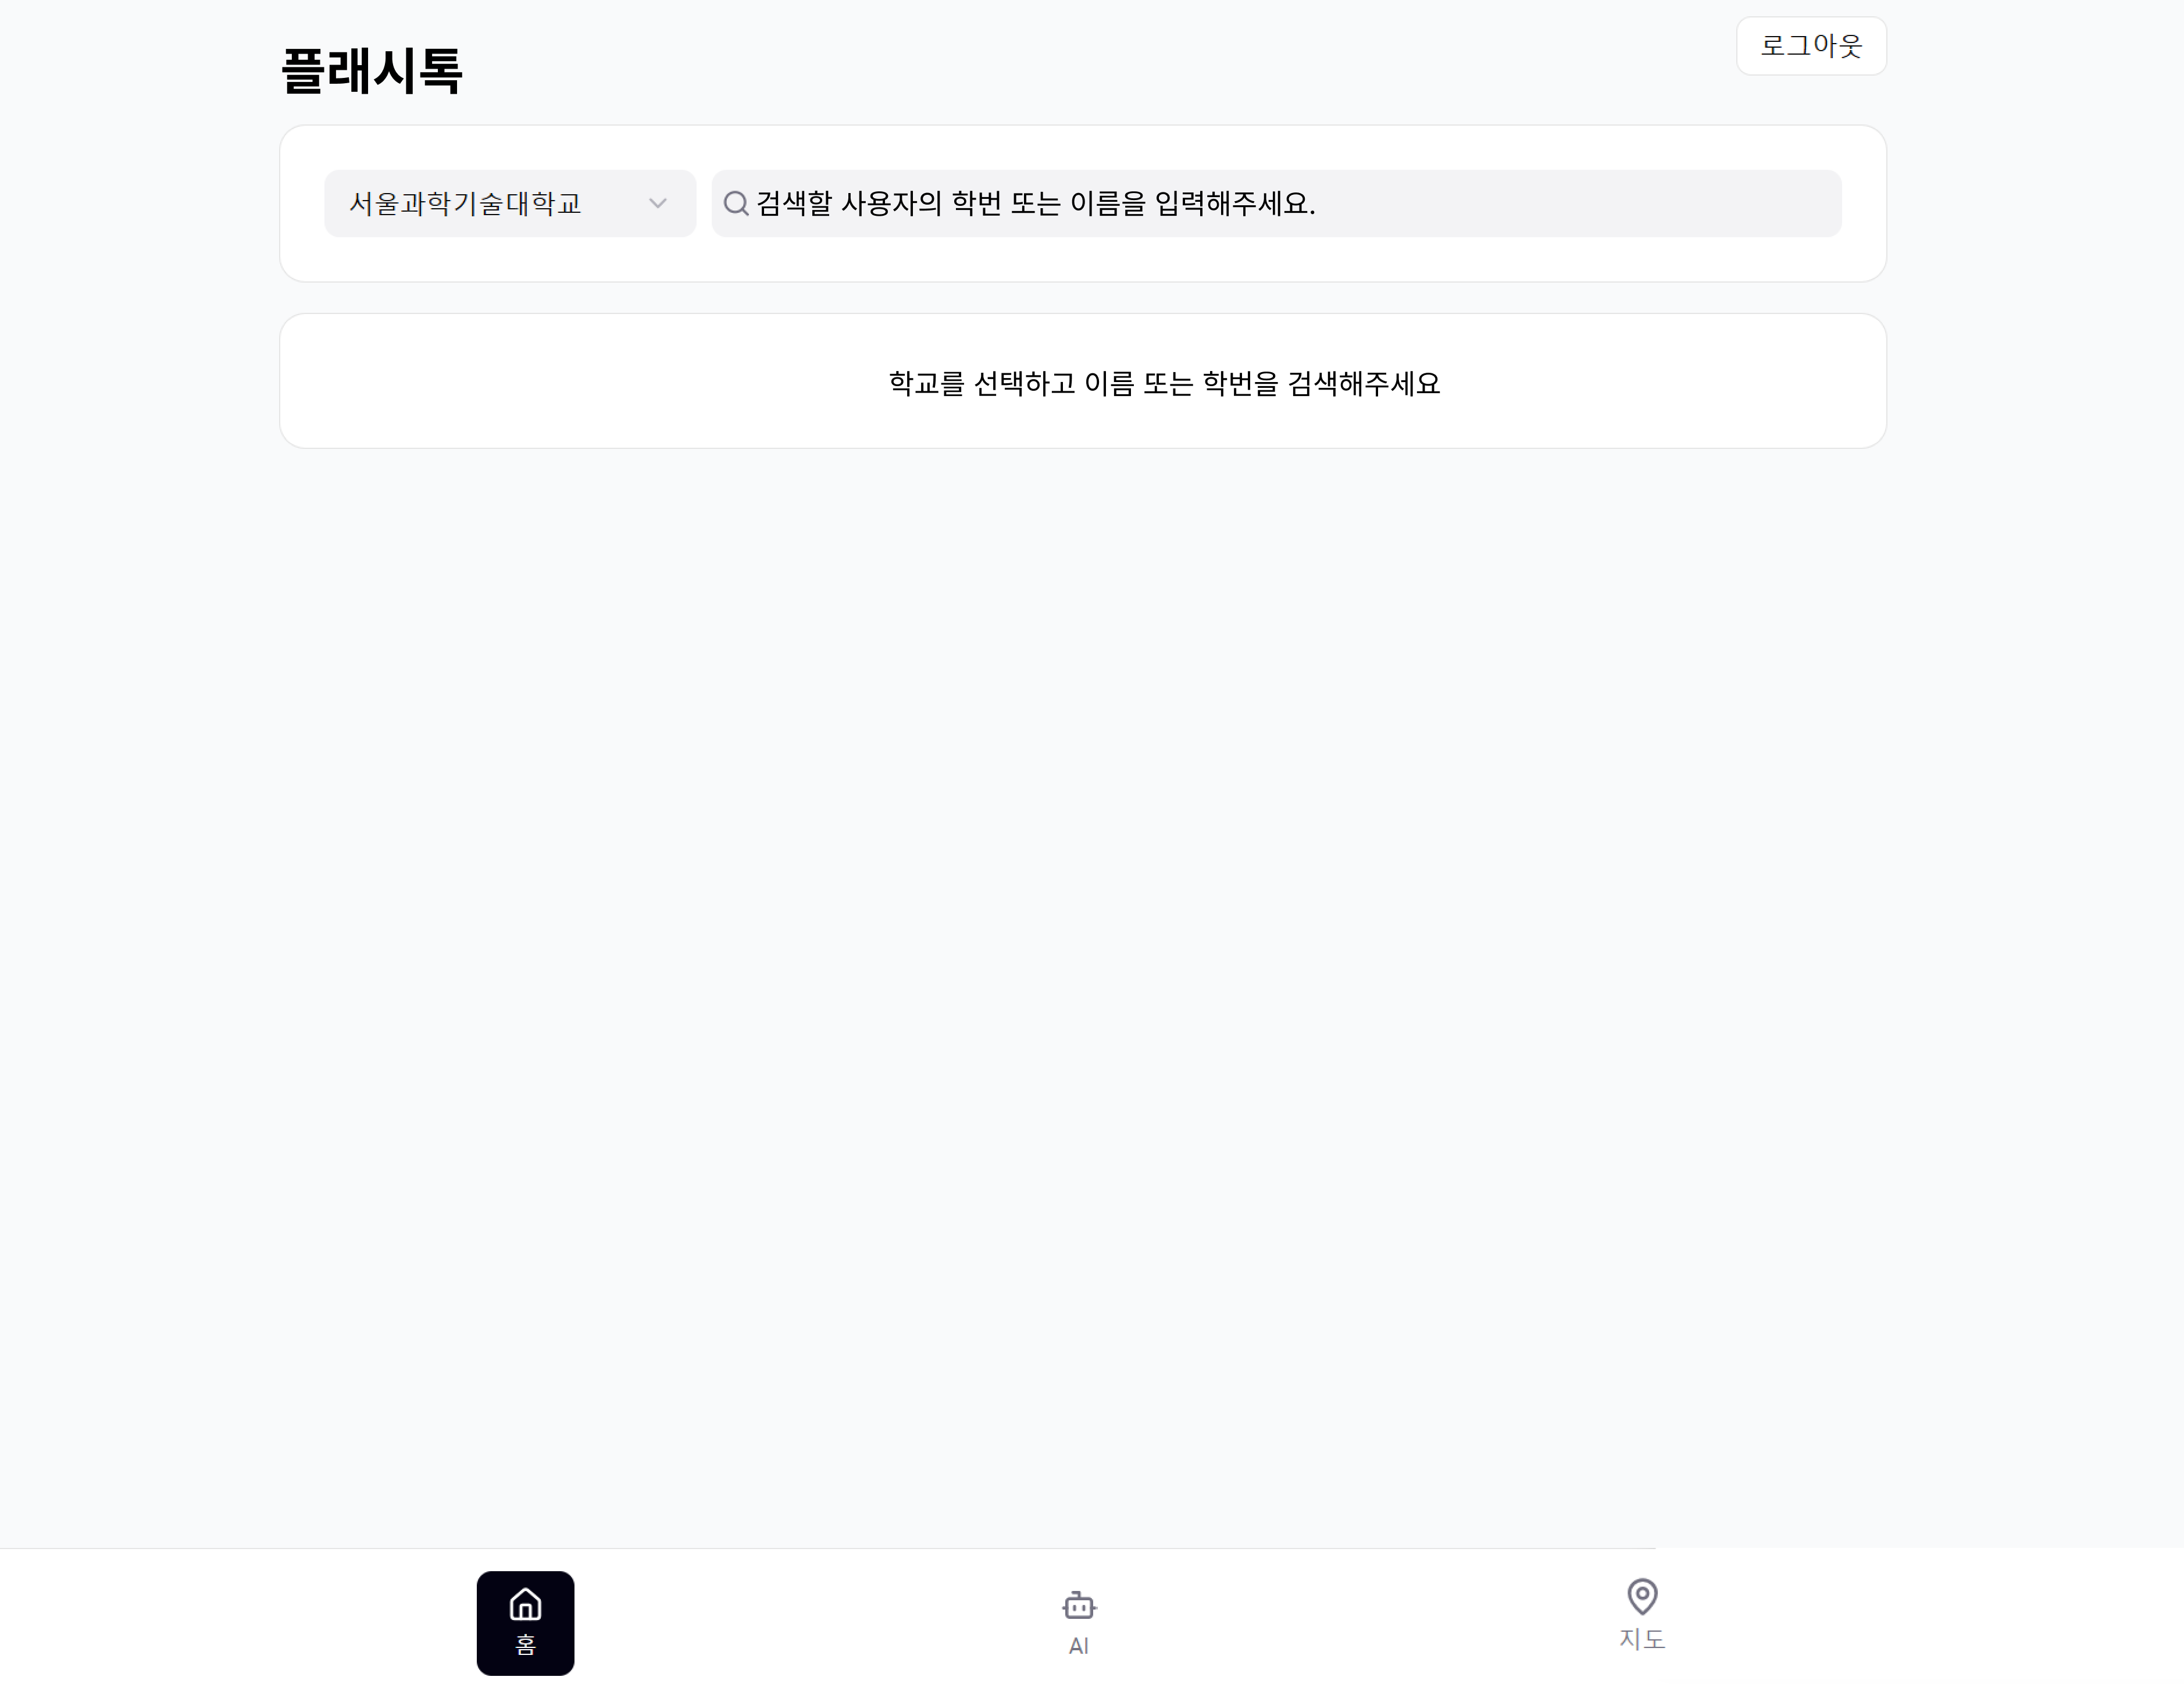 플래시톡
로그아웃
서울과학기술대학교
검색할 사용자의 학번 또는 이름을 입력해주세요.
학교를 선택하고 이름 또는 학번을 검색해주세요
홈
AI
지도